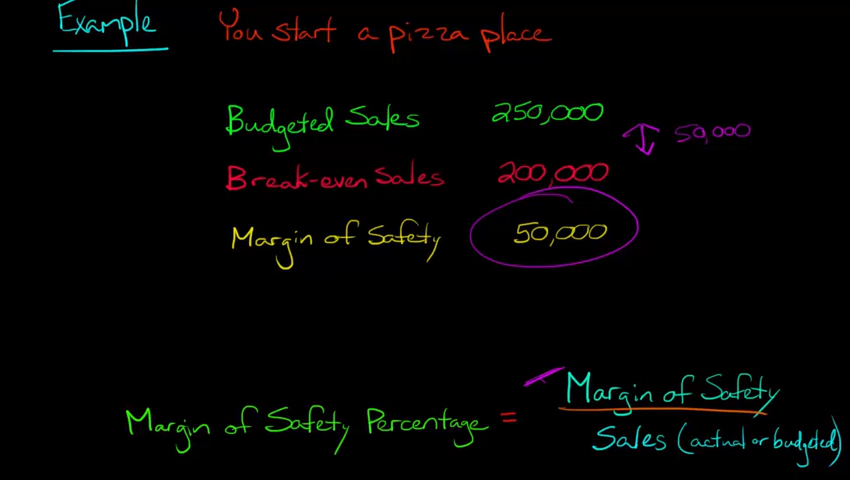 Example You start a pizza place
Budgeted Sales 250,000
50,000
Break-even Sales 200,000
Margin of Safety 50,000
Margin of Safety Percentage = Margin of Safety
Sales (actual or budgeted)